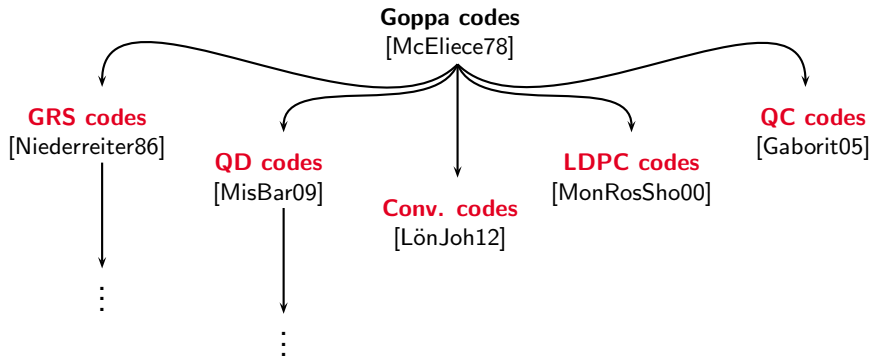 Goppa codes
[McEliece78]
GRS codes
[Niederreiter86]
QD codes
[MisBar09]
Conv. codes
[LönJoh12]
LDPC codes
[MonRosSho00]
QC codes
[Gaborit05]
⋮
⋮